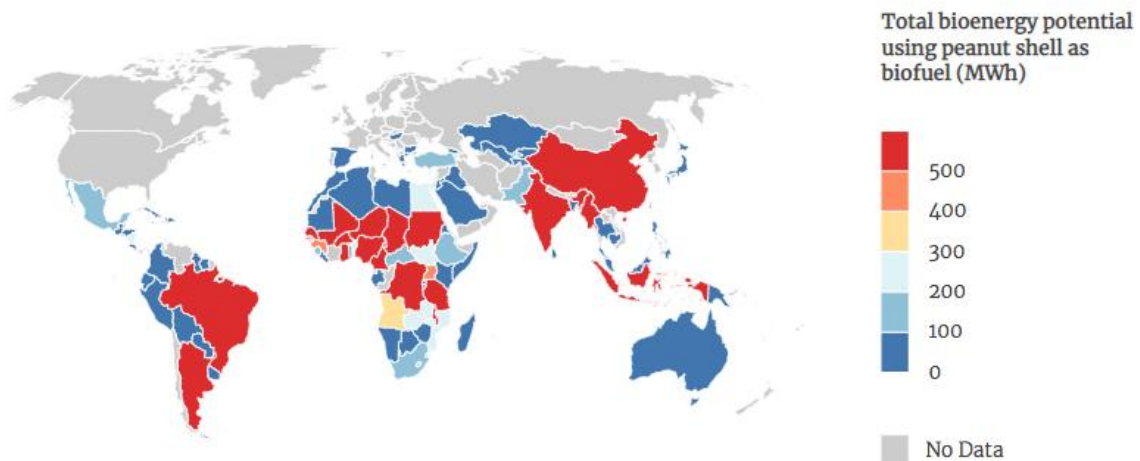 Total bioenergy potential
using peanut shell as
biofuel (MWh)
500
400
300
200
100
0
No Data